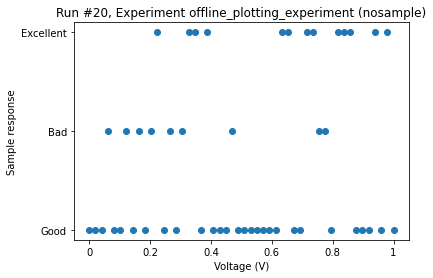 Run #20, Experiment offline_plotting_experiment (nosample)
Excellent
Bad
Good
Sample response
0 0.2 0.4 0.6 0.8 1
Voltage (V)